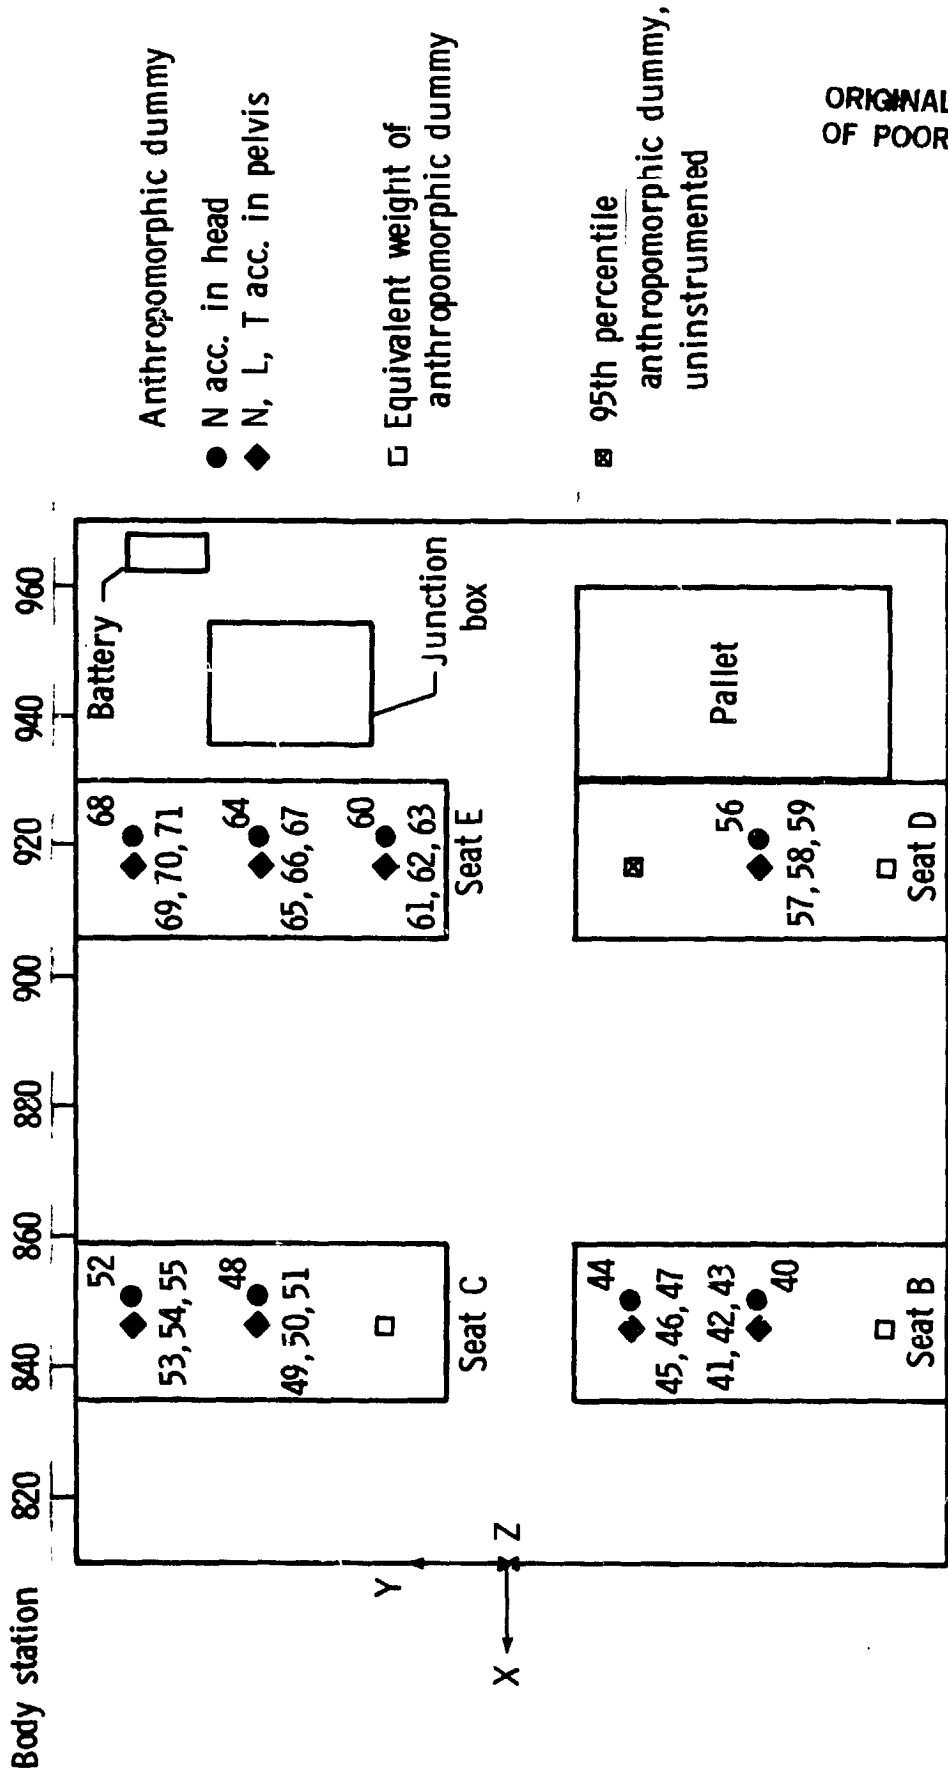 Body station
820
840
860
880
900
920
940
960
Battery
Junction
box
Pallet
52
53, 54, 55
48
49, 50, 51
Seat C
68
69, 70, 71
64
65, 66, 67
60
61, 62, 63
Seat E
Y
Z
X
44
45, 46, 47
41, 42, 43
40
Seat B
56
57, 58, 59
Seat D
Anthropomorphic dummy
N acc. in head
N, L, T acc. in pelvis
Equivalent weight of
anthropomorphic dummy
95th percentile
anthropomorphic dummy,
uninstrumented
ORIGINAL
OF POOR